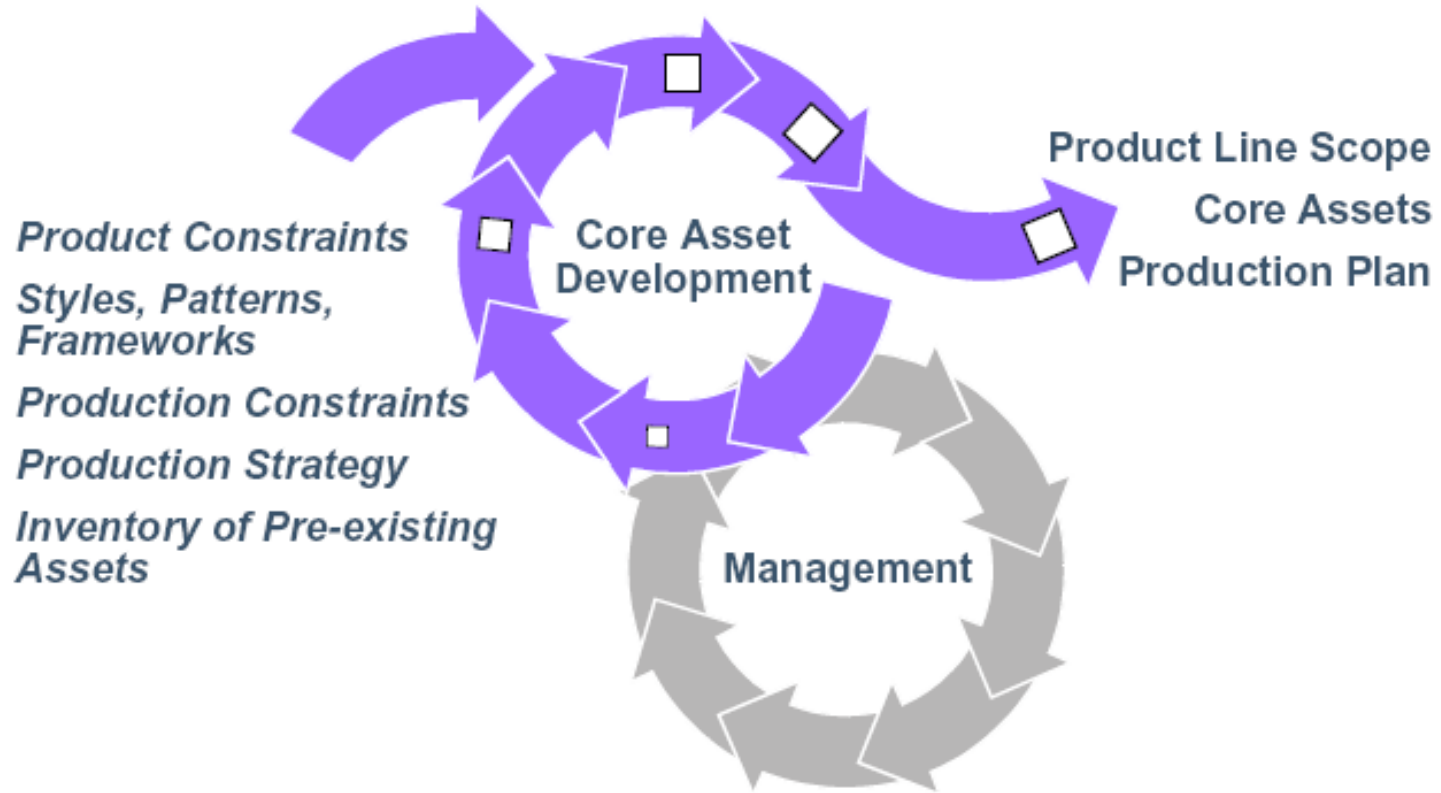 Product Constraints
Styles, Patterns,
Frameworks
Production Constraints
Production Strategy
Inventory of Pre-existing
Assets
Core Asset
Development
Management
Product Line Scope
Core Assets
Production Plan